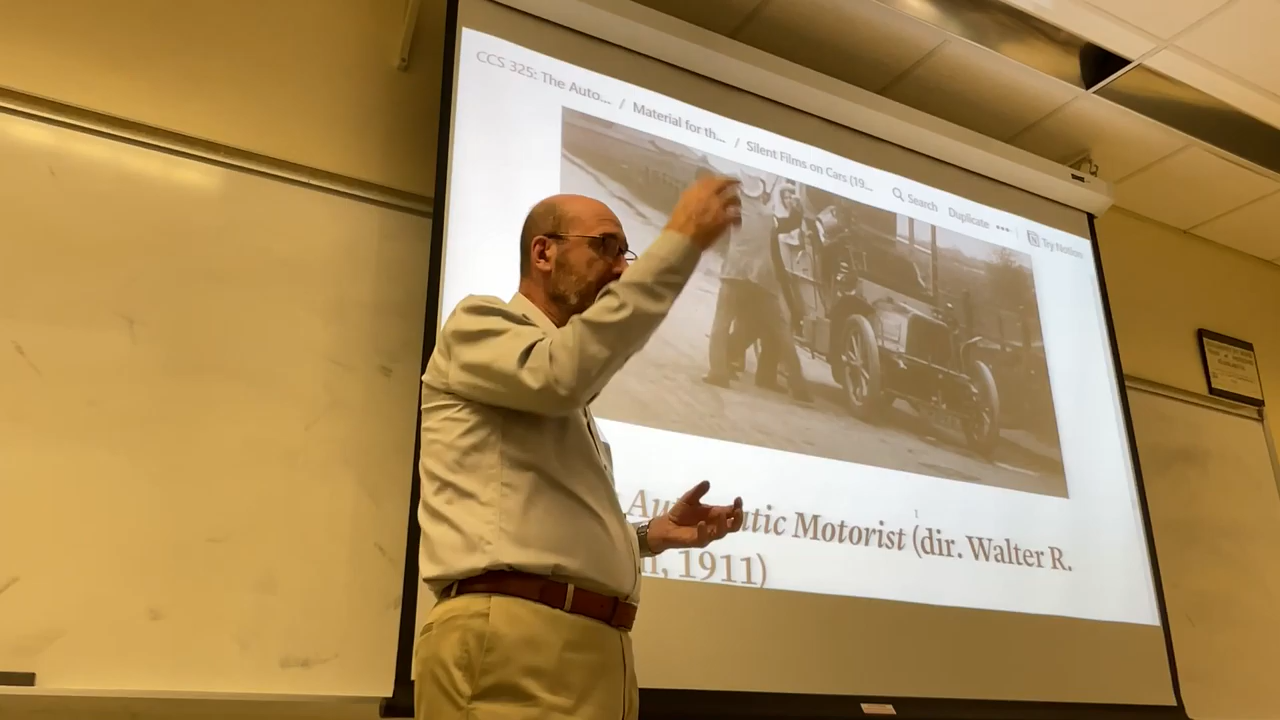 CCS 325: The Auto... / Material for th... / Silent Films on Cars (19... Search Duplicate ••• Try Notion
Motorist (dir. Walter R.
, 1911)